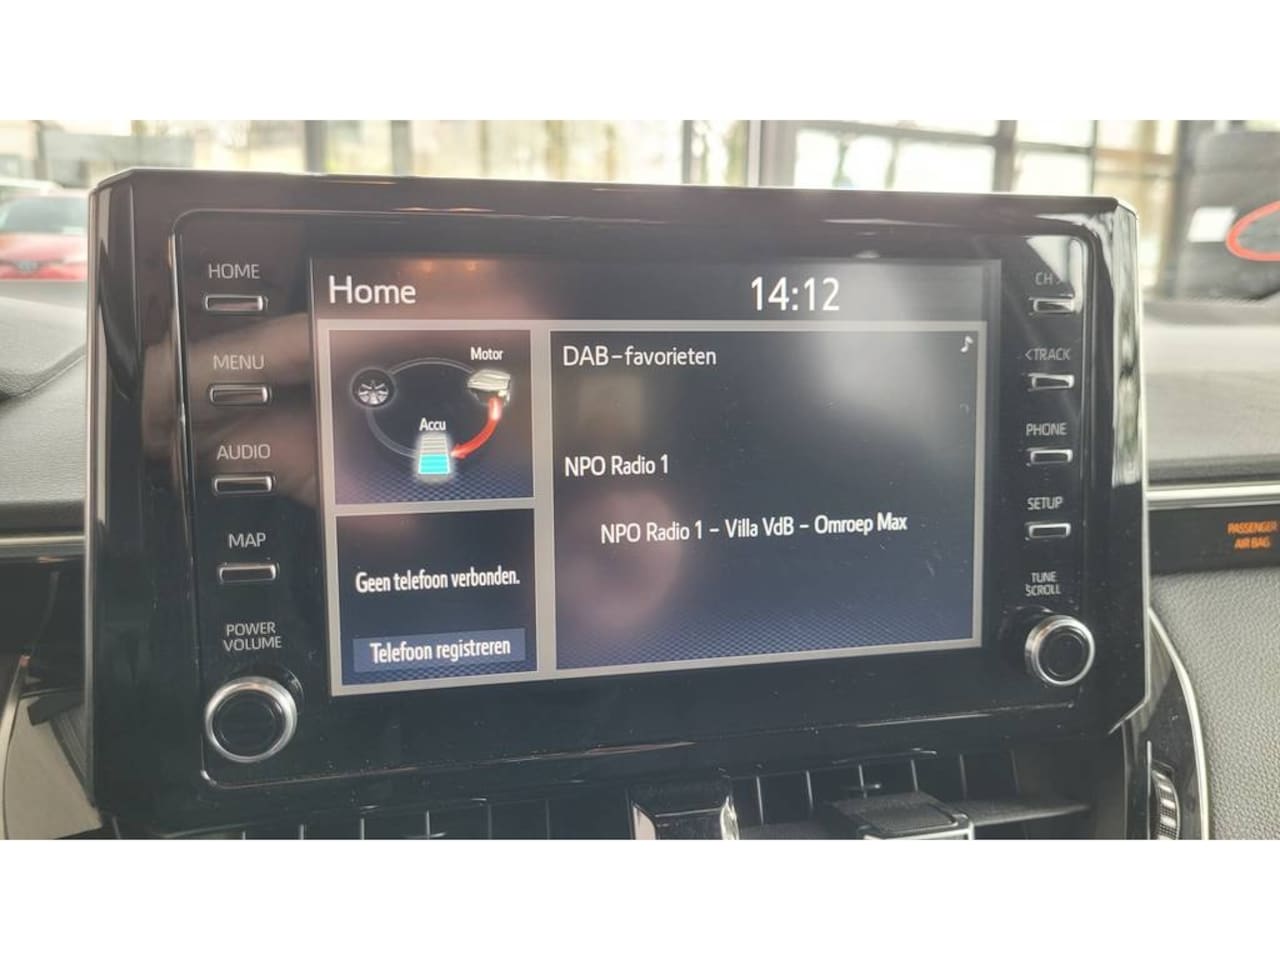 HOME
MENU
AUDIO
MAP
POWER
VOLUME
Home
14:12
Motor
Accu
Geen telefoon verbonden.
Telefoon registreren
DAB-favorieten
NPO Radio 1
NPO Radio 1 - Villa VdB - Omroep Max
CH >
<TRACK
PHONE
SETUP
TUNE
SCROLL
PASSENGER
AIR BAG